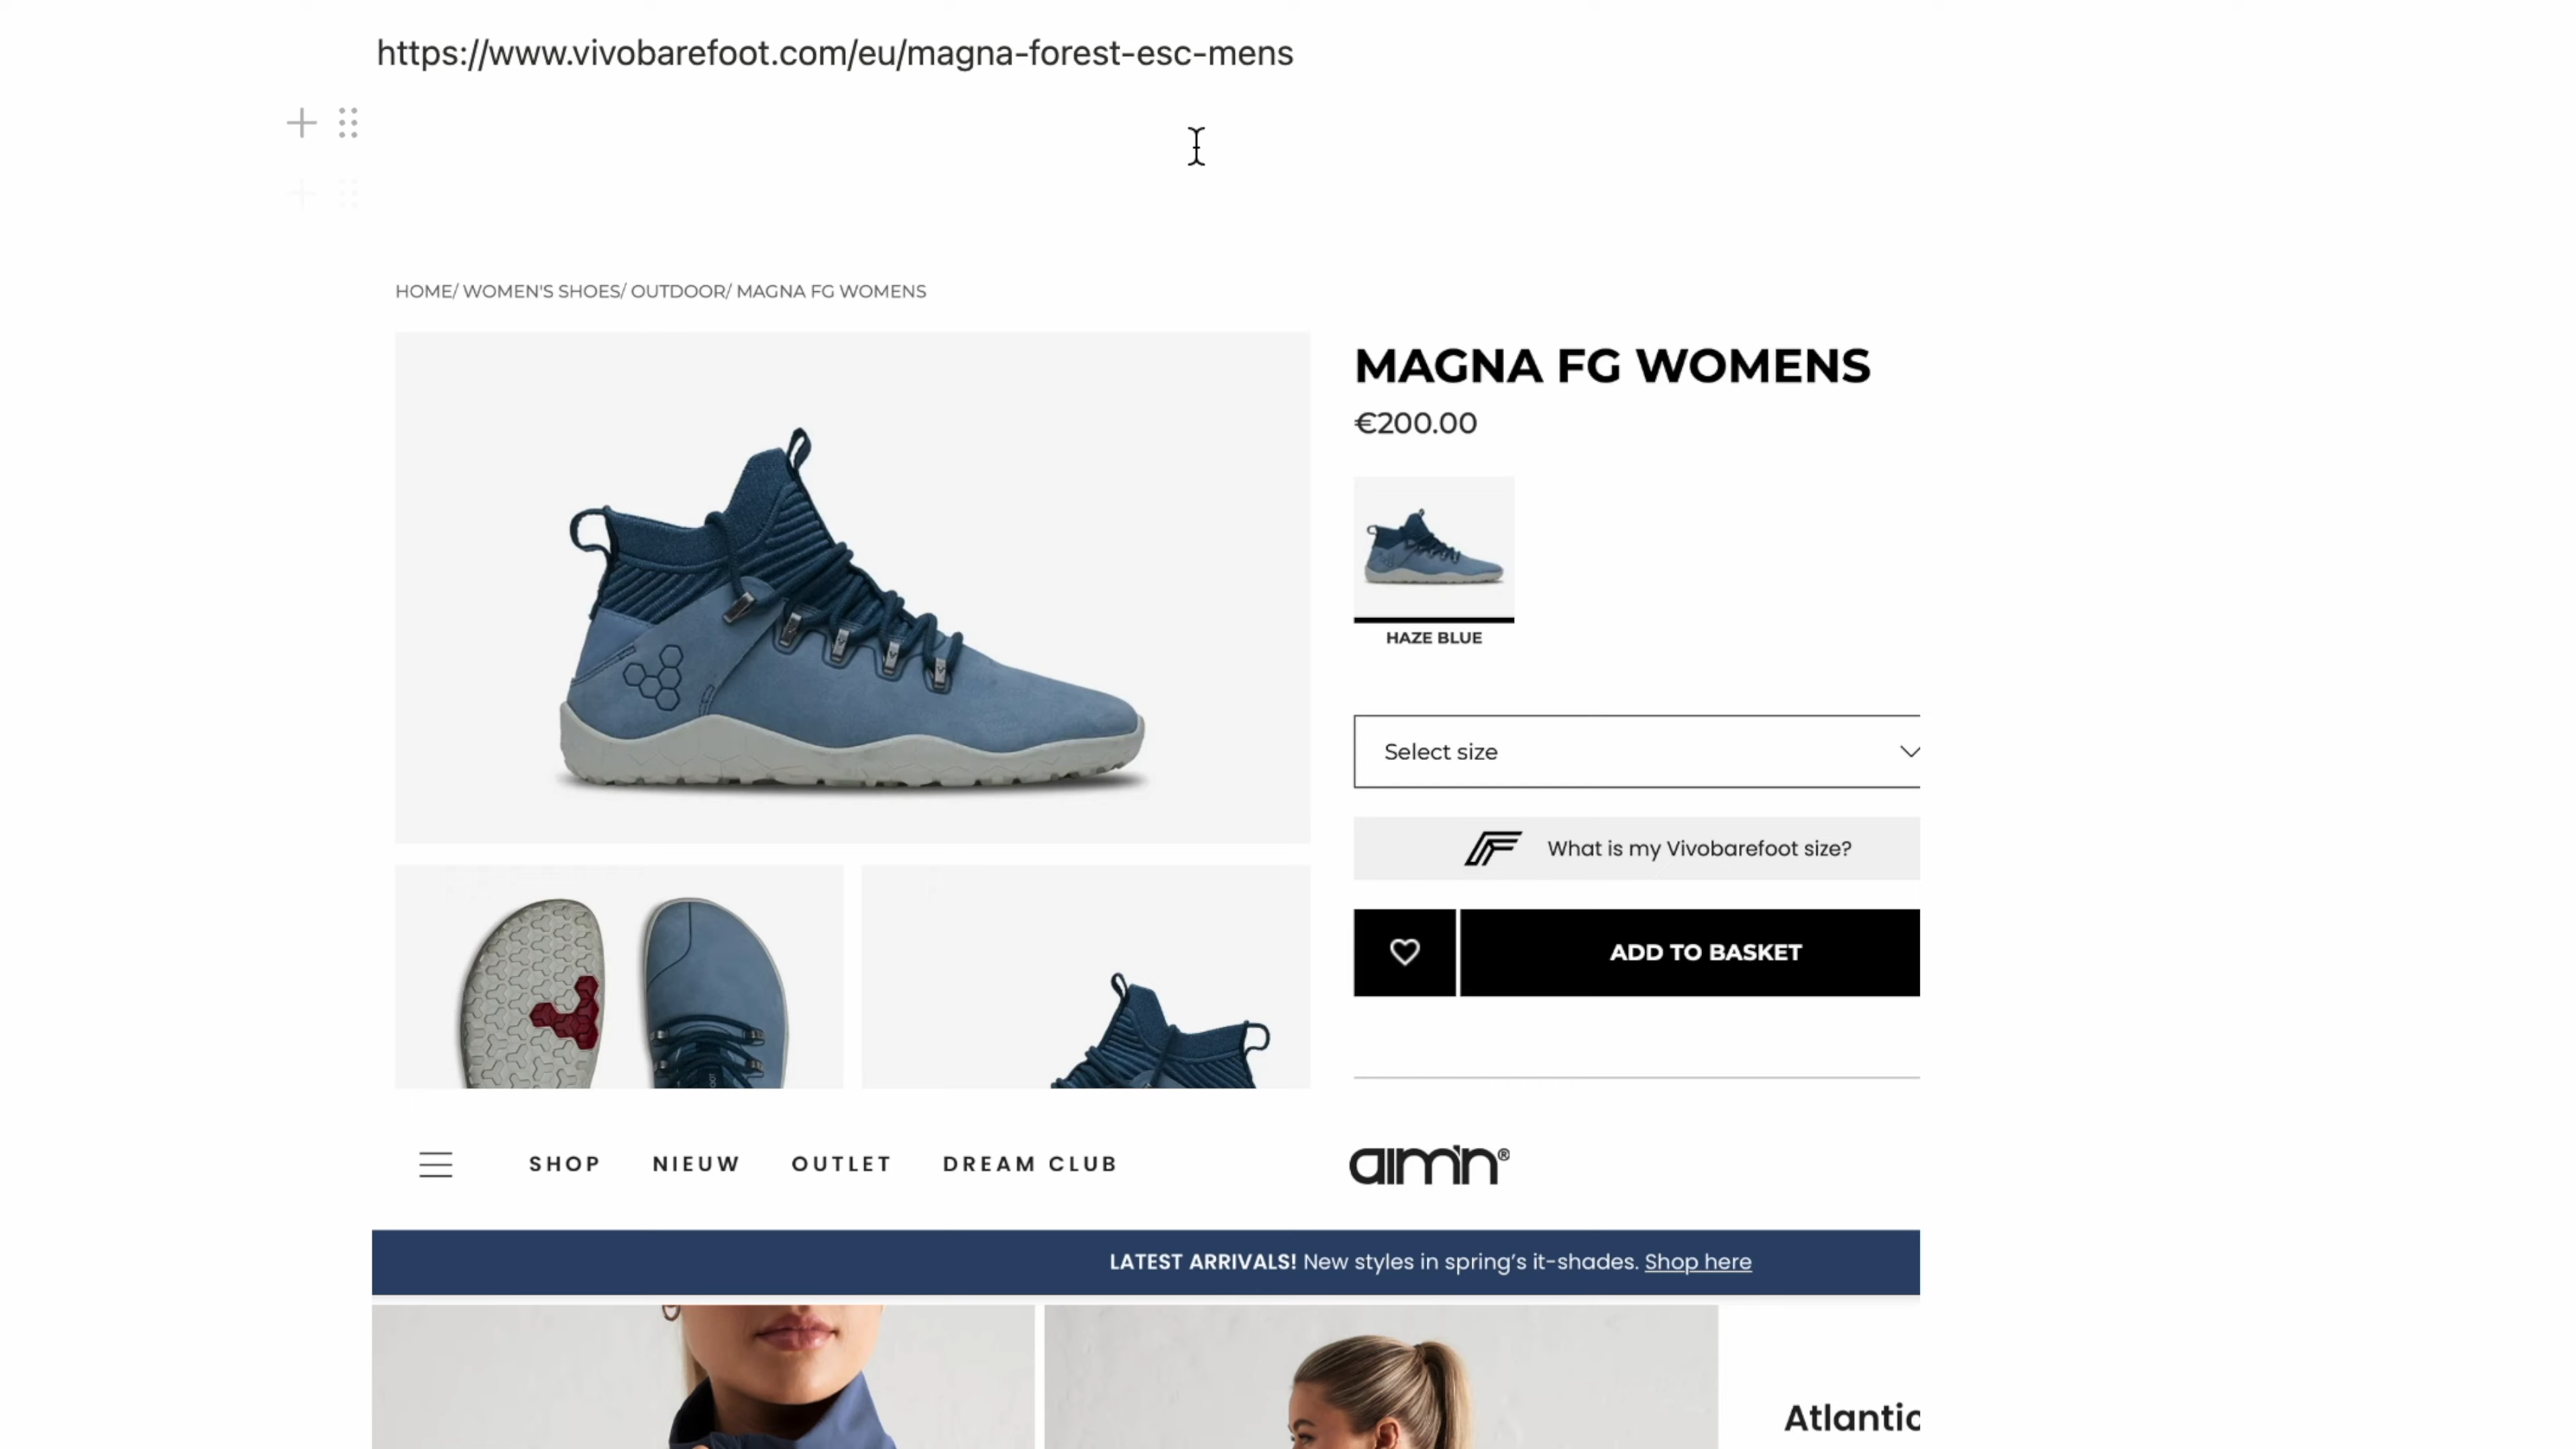 https://www.vivobarefoot.com/eu/magna-forest-esc-mens
HOME/ WOMEN'S SHOES/ OUTDOOR/ MAGNA FG WOMENS
MAGNA FG WOMENS
€200.00
HAZE BLUE
Select size
What is my Vivobarefoot size?
ADD TO BASKET
SHOP NIEUW OUTLET DREAM CLUB
aim'n®
LATEST ARRIVALS! New styles in spring's it-shades. Shop here
Atlantic